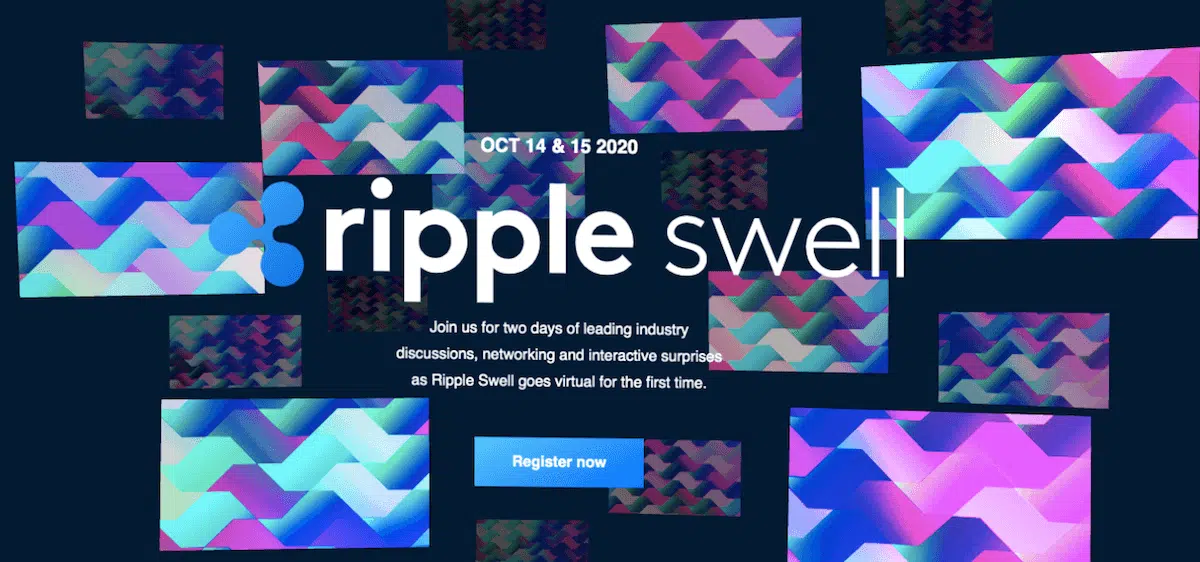 OCT 14 & 15 2020
ripple swell
Join us for two days of leading industry
discussions, networking and interactive surprises
as Ripple Swell goes virtual for the first time.
Register now